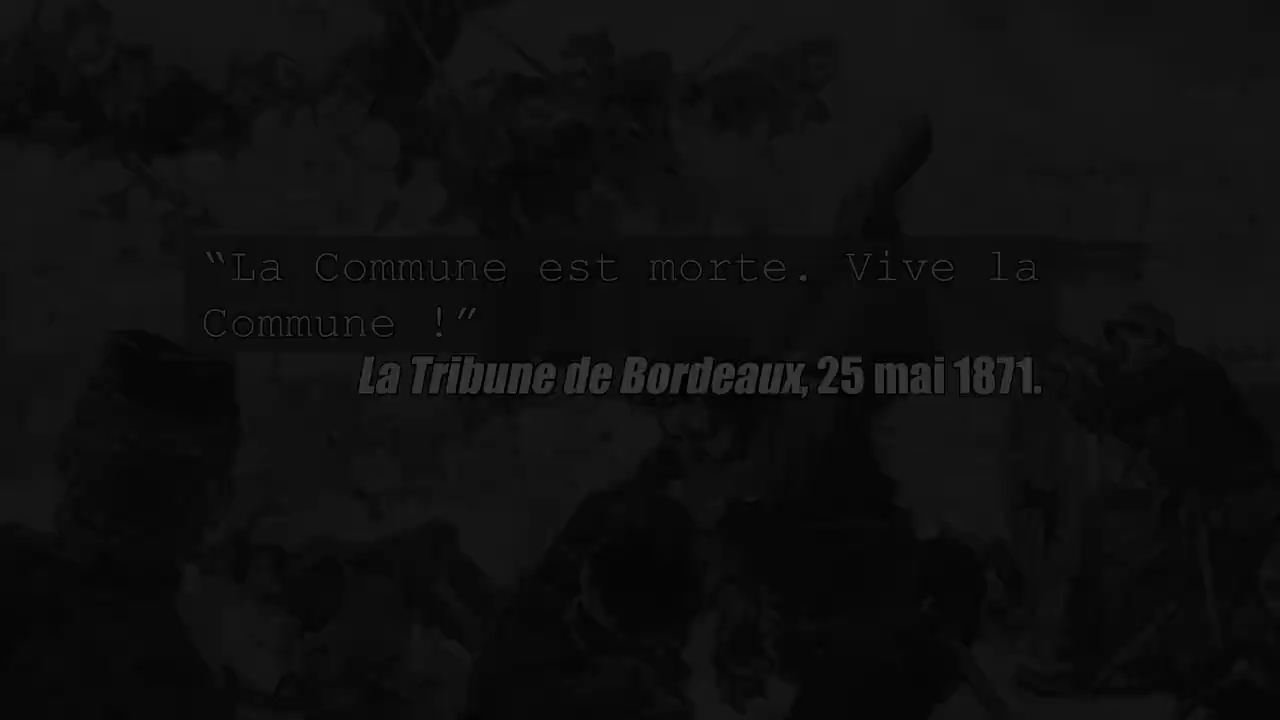 “La Commune est morte. Vive la
Commune !”
La Tribune de Bordeaux, 25 mai 1871.